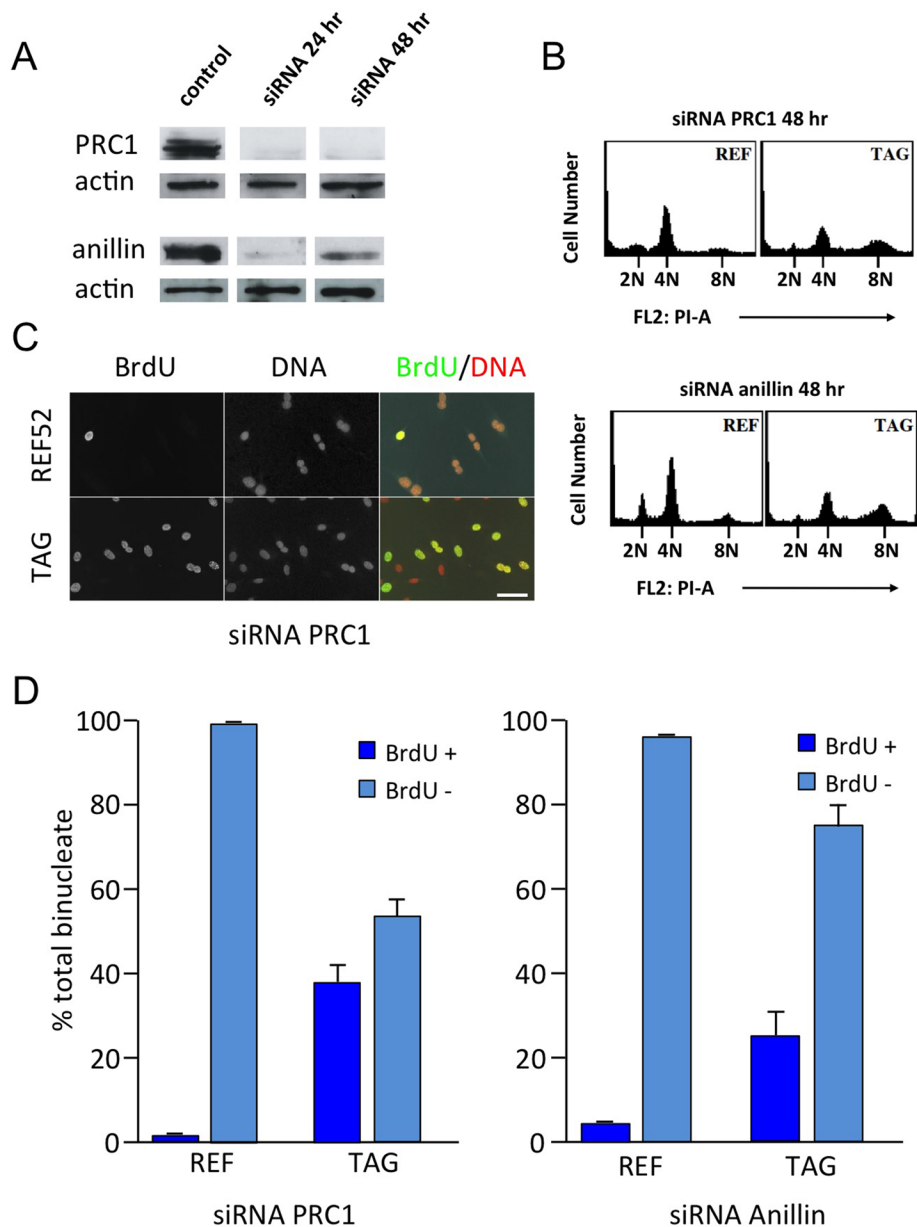 A
control
siRNA 24 hr
siRNA 48 hr
PRC1
actin
anillin
actin
B
siRNA PRC1 48 hr
REF
TAG
Cell Number
2N 4N 8N
2N 4N 8N
FL2: PI-A
siRNA anillin 48 hr
REF
TAG
Cell Number
2N 4N 8N
2N 4N 8N
FL2: PI-A
C
BrdU
DNA
BrdU/DNA
REF52
TAG
siRNA PRC1
D
% total binucleate
100
80
60
40
20
0
BrdU +
BrdU -
REF
TAG
siRNA PRC1
100
80
60
40
20
0
BrdU +
BrdU -
REF
TAG
siRNA Anillin